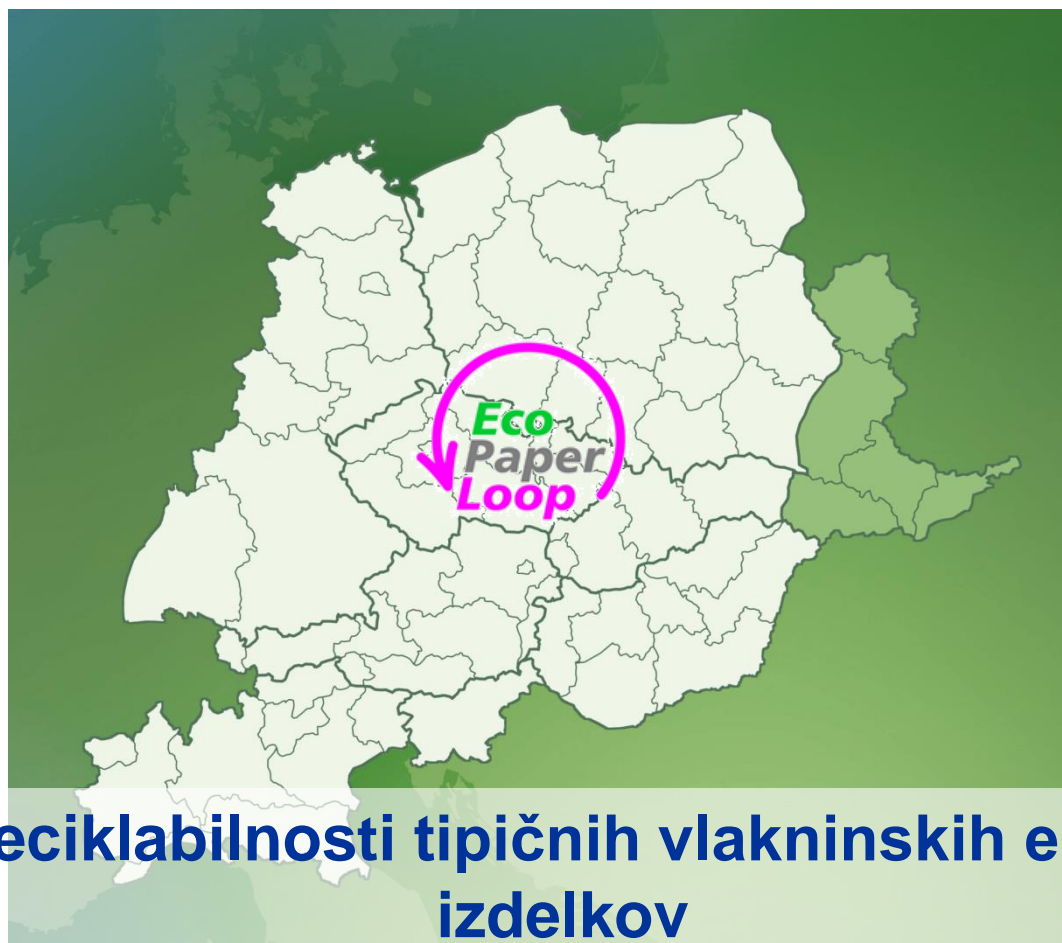 Eco
Paper
Loop
eciklabilnosti tipičnih vlakninskih e
izdelkov